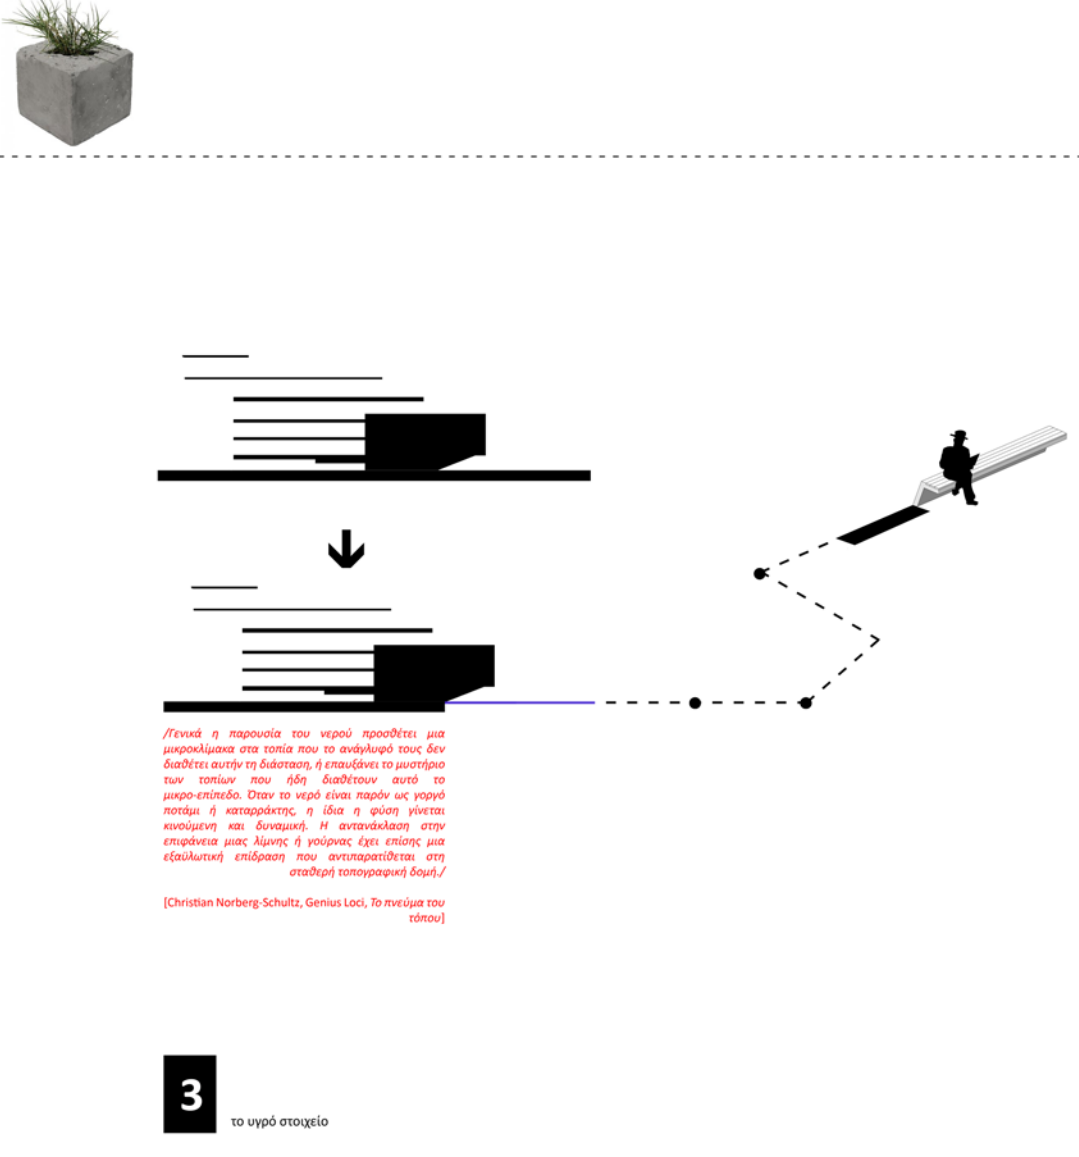 /Γενικά η παρουσία του νερού προσθέτει μια
μικροκλίμακα στα τοπία που το ανάγλυφό τους δεν
διαθέτει αυτήν τη διάσταση, ή επαυξάνει το μυστήριο
των τοπίων που ήδη διαθέτουν αυτό το
μικρο-επίπεδο. Όταν το νερό είναι παρόν ως γοργό
ποτάμι ή καταρράκτης, η ίδια η φύση γίνεται
κινούμενη και δυναμική. Η αντανάκλαση στην
επιφάνεια μιας λίμνης ή γούρνας έχει επίσης μια
εξαϋλωτική επίδραση που αντιπαρατίθεται στη
σταθερή τοπογραφική δομή./
[Christian Norberg-Schultz, Genius Loci, Το πνεύμα του
τόπου]
3
το υγρό στοιχείο